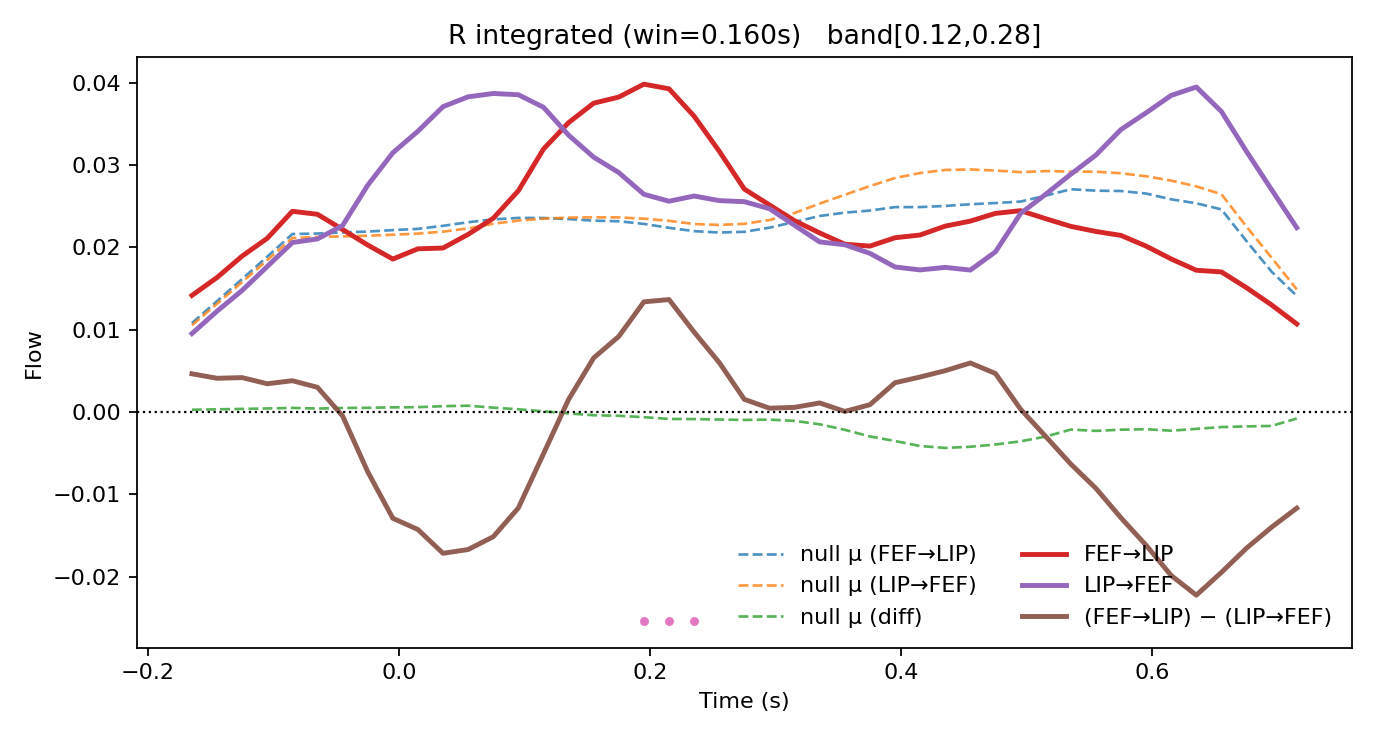 R integrated (win=0.160s)   band[0.12,0.28]
0.04
0.03
0.02
0.01
0.00
−0.01
−0.02
Flow
null μ (FEF→LIP)
null μ (LIP→FEF)
null μ (diff)
FEF→LIP
LIP→FEF
(FEF→LIP) − (LIP→FEF)
−0.2
0.0
0.2
0.4
0.6
Time (s)